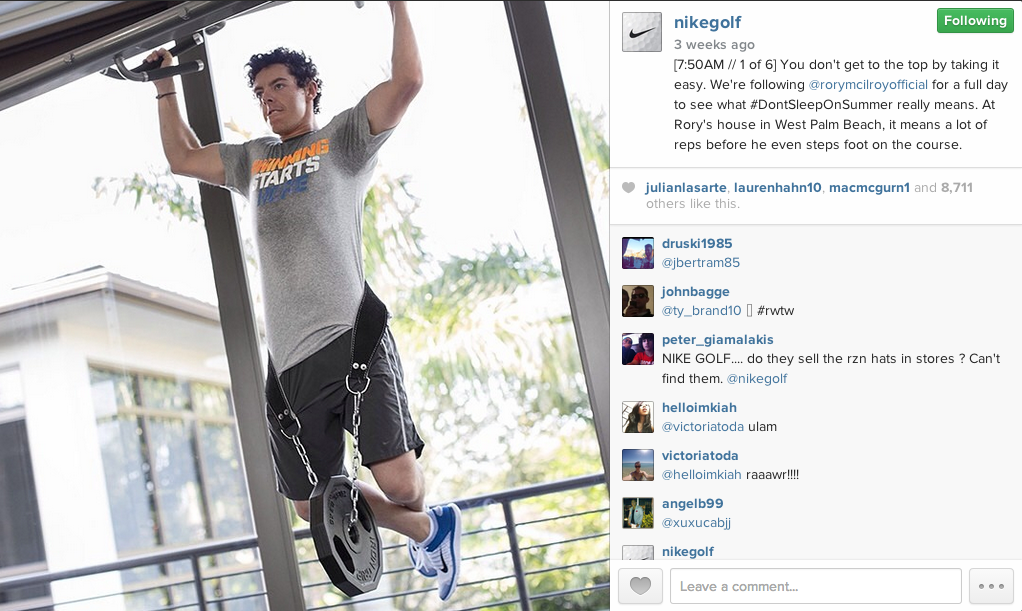 WINNING
STARTS
HERE
nikegolf
Following
3 weeks ago
[7:50AM // 1 of 6] You don't get to the top by taking it
easy. We're following @rorymcilroyofficial for a full day
to see what #DontSleepOnSummer really means. At
Rory's house in West Palm Beach, it means a lot of
reps before he even steps foot on the course.
julianlasarte, laurenhahn10, macmcgurn1 and 8,711
others like this.
druski1985
@jbertram85
johnbagge
@ty_brand10 ▯ #rwtw
peter_giamalakis
NIKE GOLF.... do they sell the rzn hats in stores ? Can't
find them. @nikegolf
helloimkiah
@victoriatoda ulam
victoriatoda
@helloimkiah raaawr!!!!
angelb99
@xuxucabjj
nikegolf
Leave a comment...